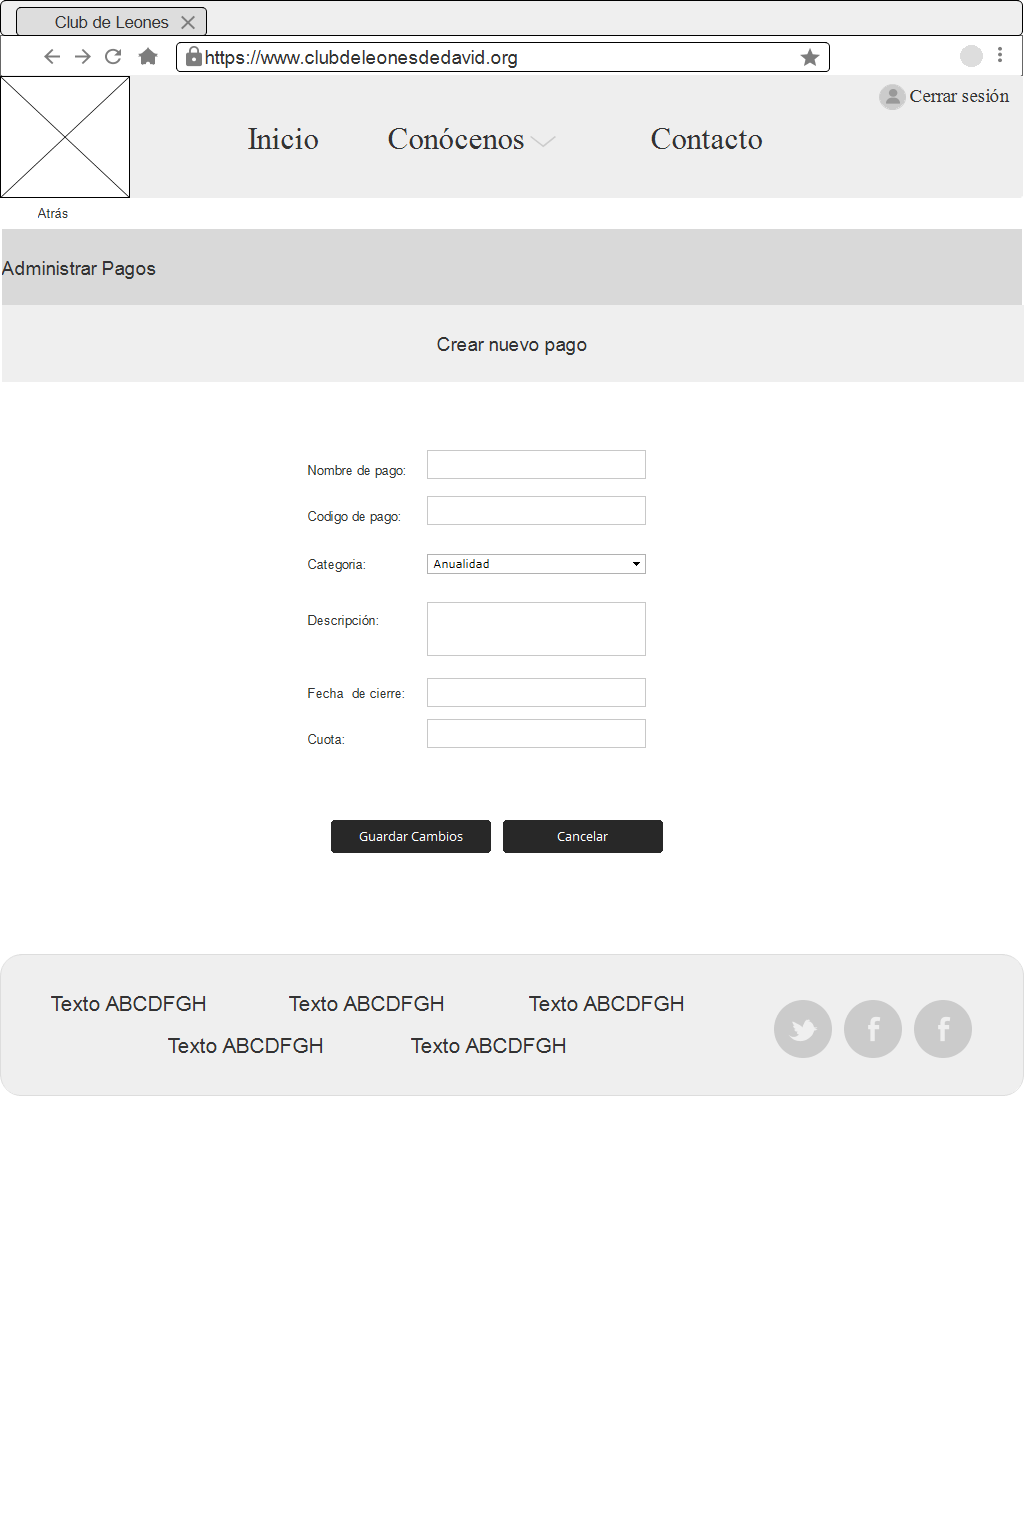 Club de Leones
https://www.clubdeleonesdedavid.org
Cerrar sesión
Inicio Conócenos Contacto
Atrás
Administrar Pagos
Crear nuevo pago
Nombre de pago:
Codigo de pago:
Categoria: Anualidad
Descripción:
Fecha de cierre:
Cuota:
Guardar Cambios Cancelar
Texto ABCDFGH Texto ABCDFGH Texto ABCDFGH
Texto ABCDFGH Texto ABCDFGH